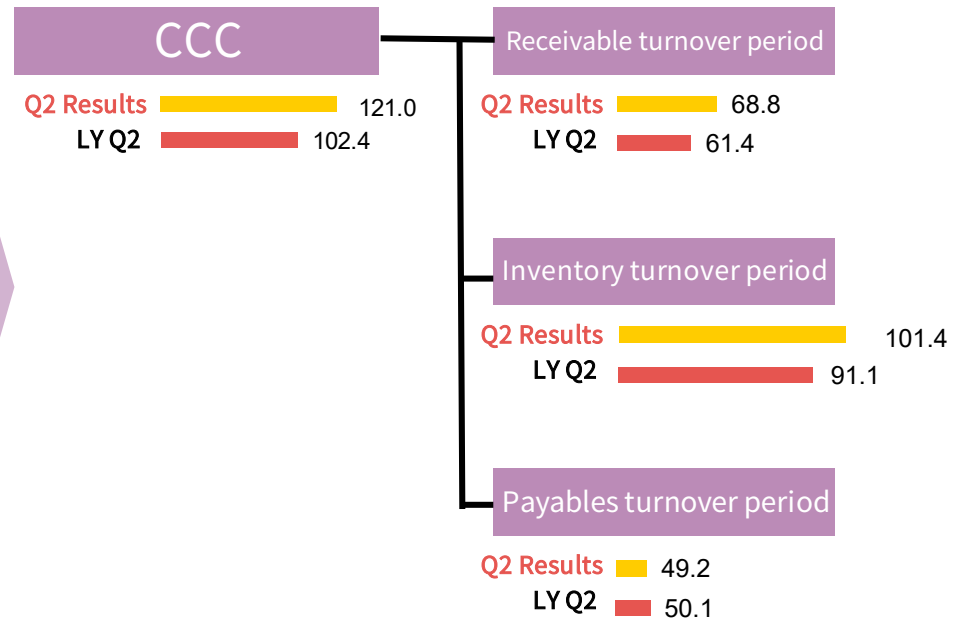 CCC
Q2 Results 121.0
LY Q2 102.4
Receivable turnover period
Q2 Results 68.8
LY Q2 61.4
Inventory turnover period
Q2 Results 101.4
LY Q2 91.1
Payables turnover period
Q2 Results 49.2
LY Q2 50.1